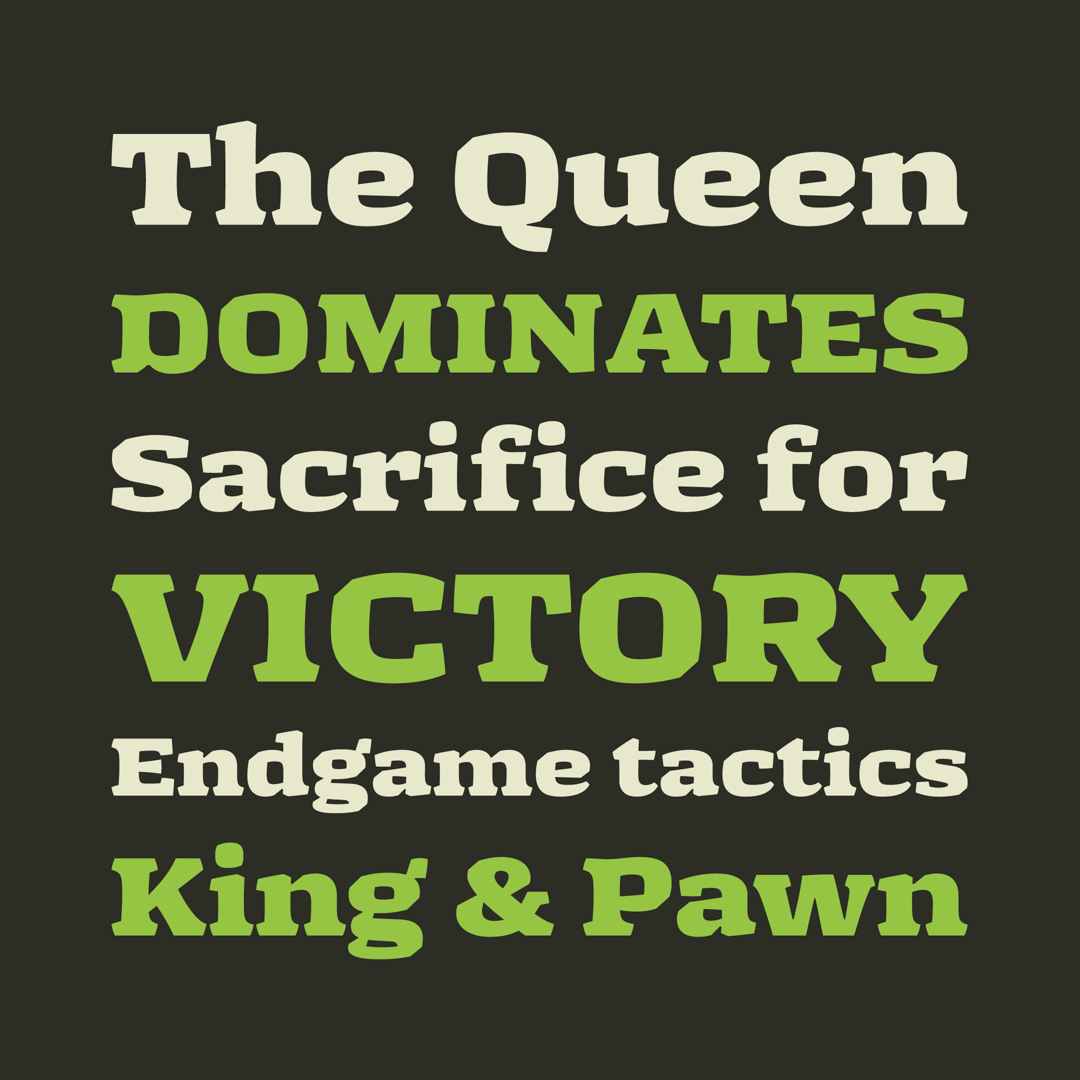 The Queen
DOMINATES
Sacrifice for
VICTORY
Endgame tactics
King & Pawn